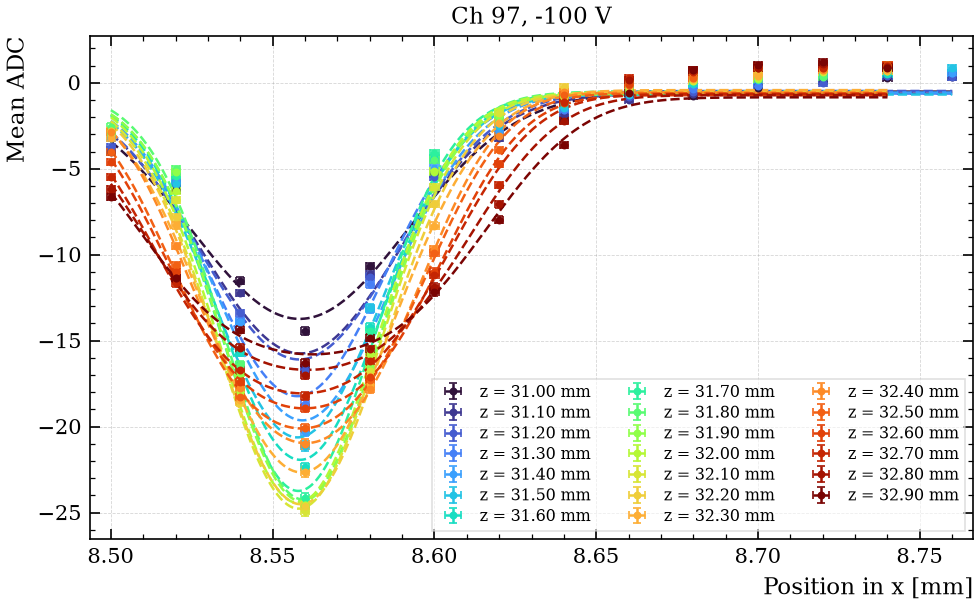 Ch 97, -100 V
Mean ADC
0
−5
−10
−15
−20
−25
z = 31.00 mm
z = 31.10 mm
z = 31.20 mm
z = 31.30 mm
z = 31.40 mm
z = 31.50 mm
z = 31.60 mm
z = 31.70 mm
z = 31.80 mm
z = 31.90 mm
z = 32.00 mm
z = 32.10 mm
z = 32.20 mm
z = 32.30 mm
z = 32.40 mm
z = 32.50 mm
z = 32.60 mm
z = 32.70 mm
z = 32.80 mm
z = 32.90 mm
8.50 8.55 8.60 8.65 8.70 8.75
Position in x [mm]